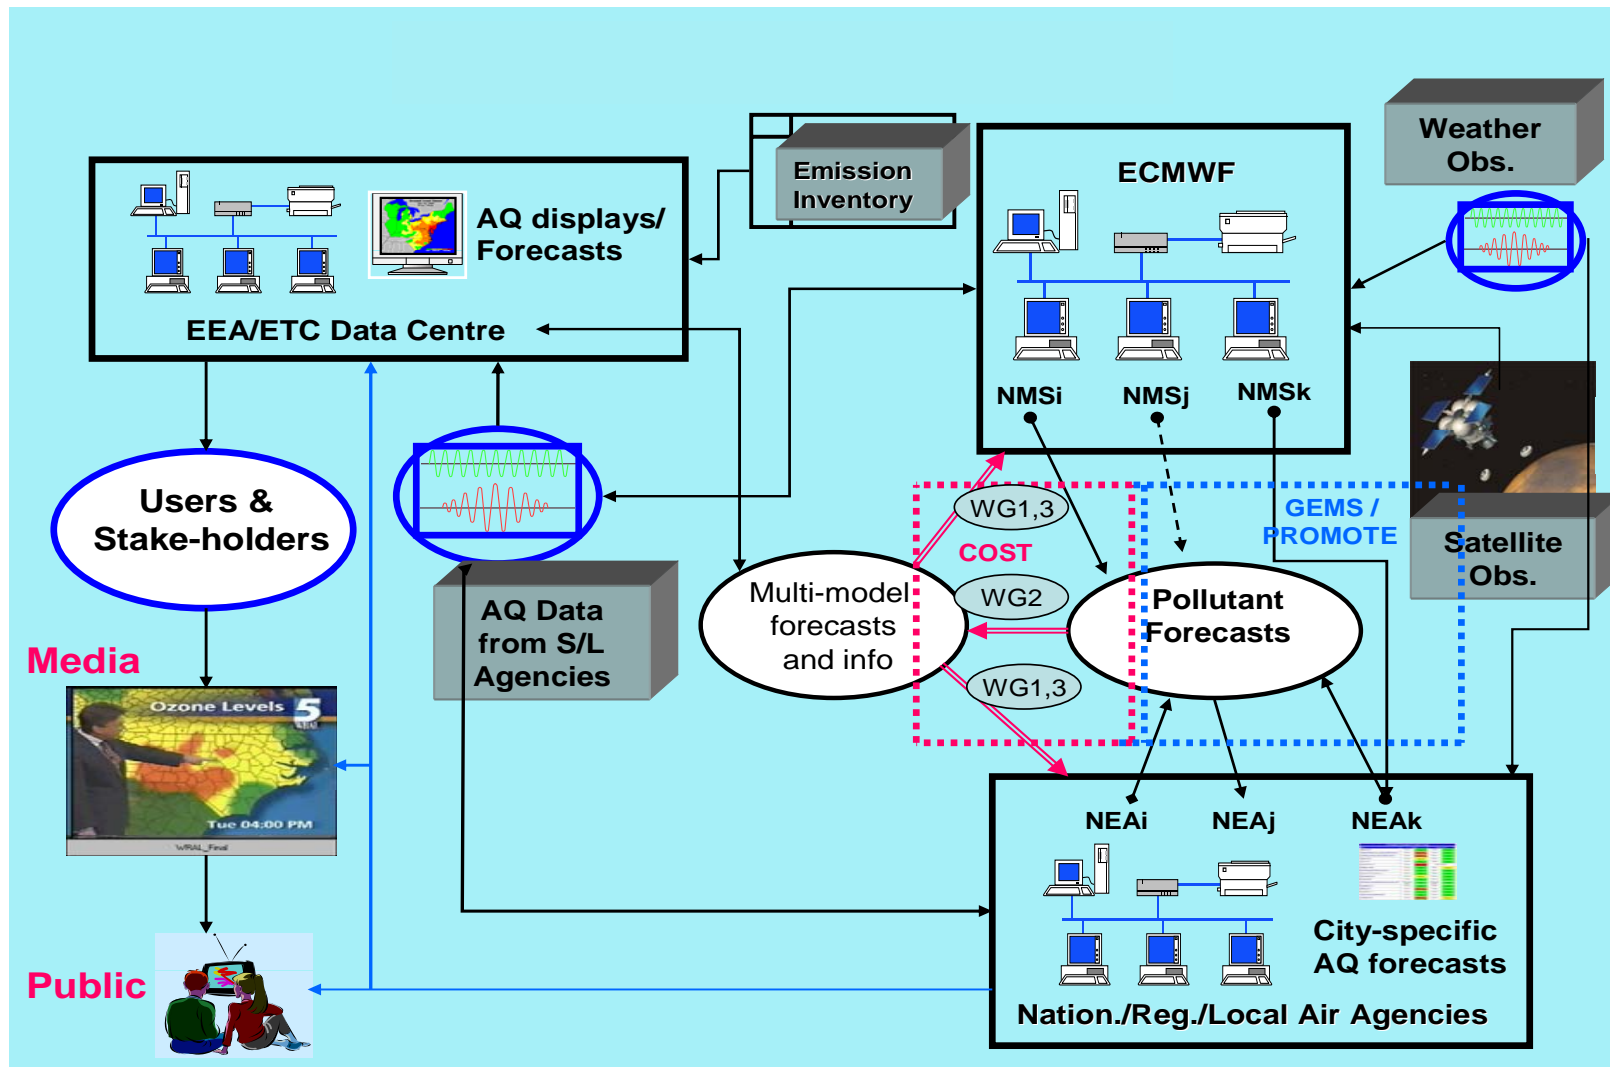 Weather
Obs.
Emission
Inventory
ECMWF
AQ displays/
Forecasts
EEA/ETC Data Centre
NMSi
NMSj
NMSk
Users &
Stake-holders
WG1,3
GEMS /
PROMOTE
COST
Satellite
Obs.
Multi-model
forecasts
and info
WG2
Pollutant
Forecasts
AQ Data
from S/L
Agencies
WG1,3
Media
Ozone Levels 5
Tue 04:00 PM
WRAL_Final
NEAi
NEAj
NEAk
City-specific
AQ forecasts
Public
Nation./Reg./Local Air Agencies